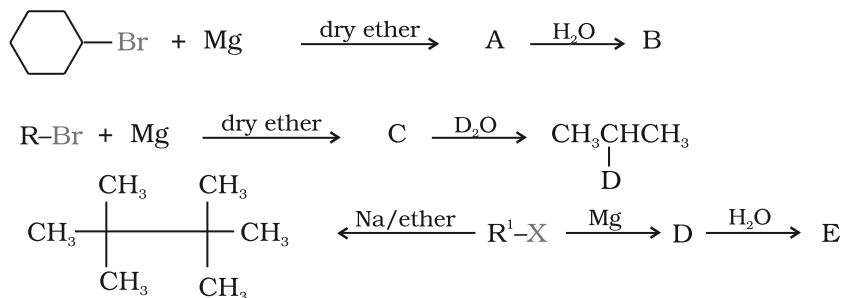 Br + Mg dry ether A H₂O B
R–Br + Mg dry ether C D₂O CH₃CHCH₃
D
CH₃ CH₃
CH₃ CH₃ Na/ether R¹–X Mg D H₂O E
CH₃ CH₃